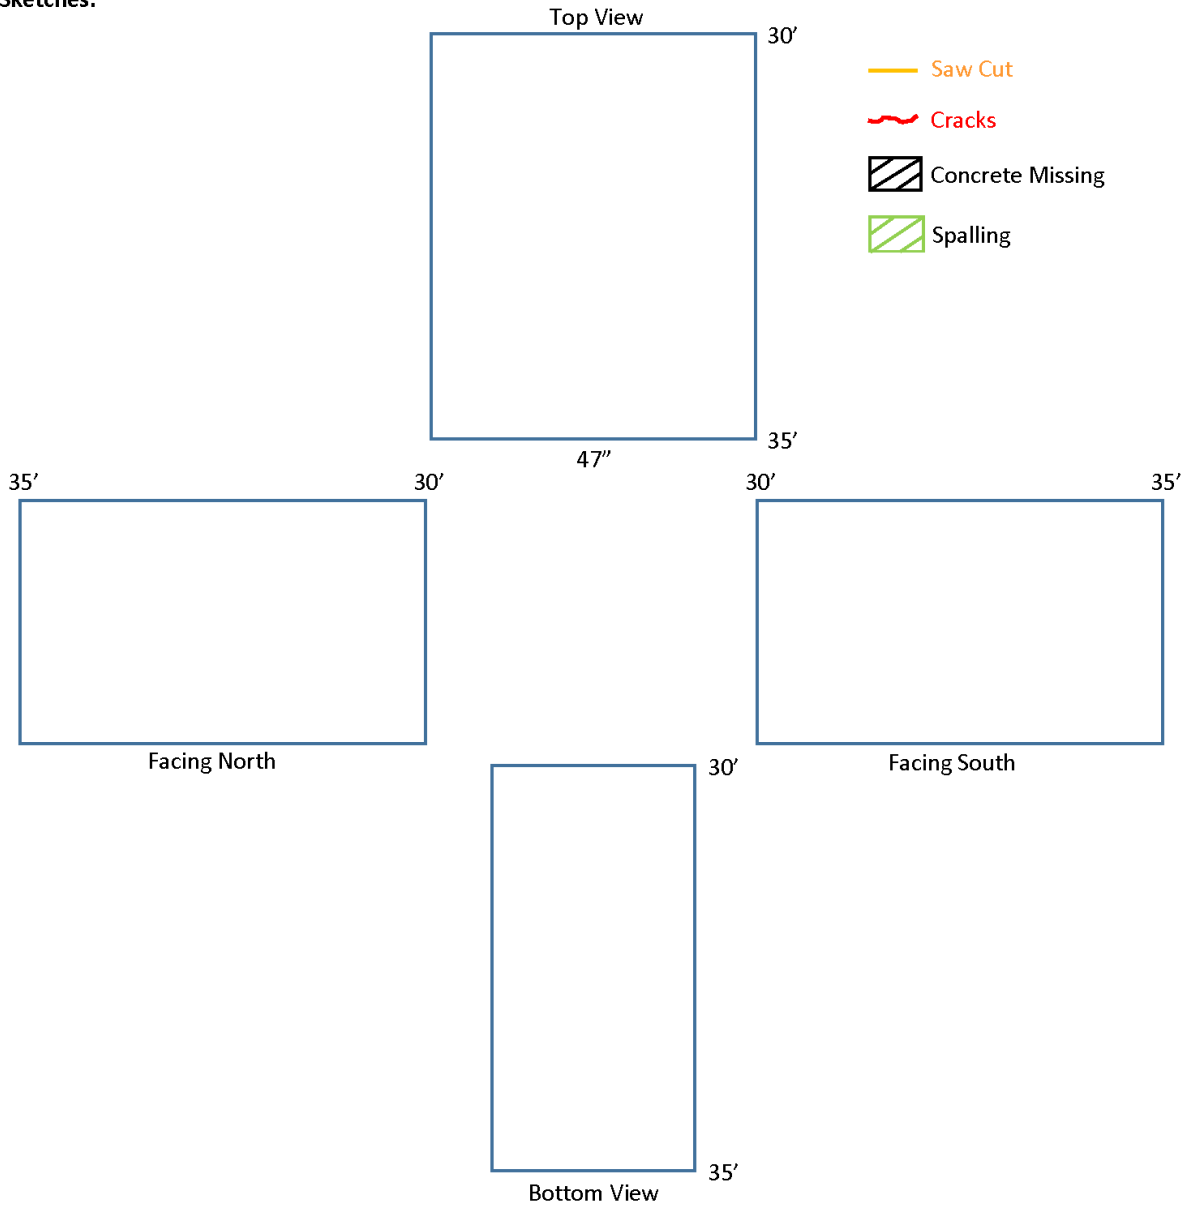 Sketches:
Top View
30’
Saw Cut
Cracks
Concrete Missing
Spalling
35’
47”
35’
30’
30’
35’
Facing North
Facing South
30’
35’
Bottom View